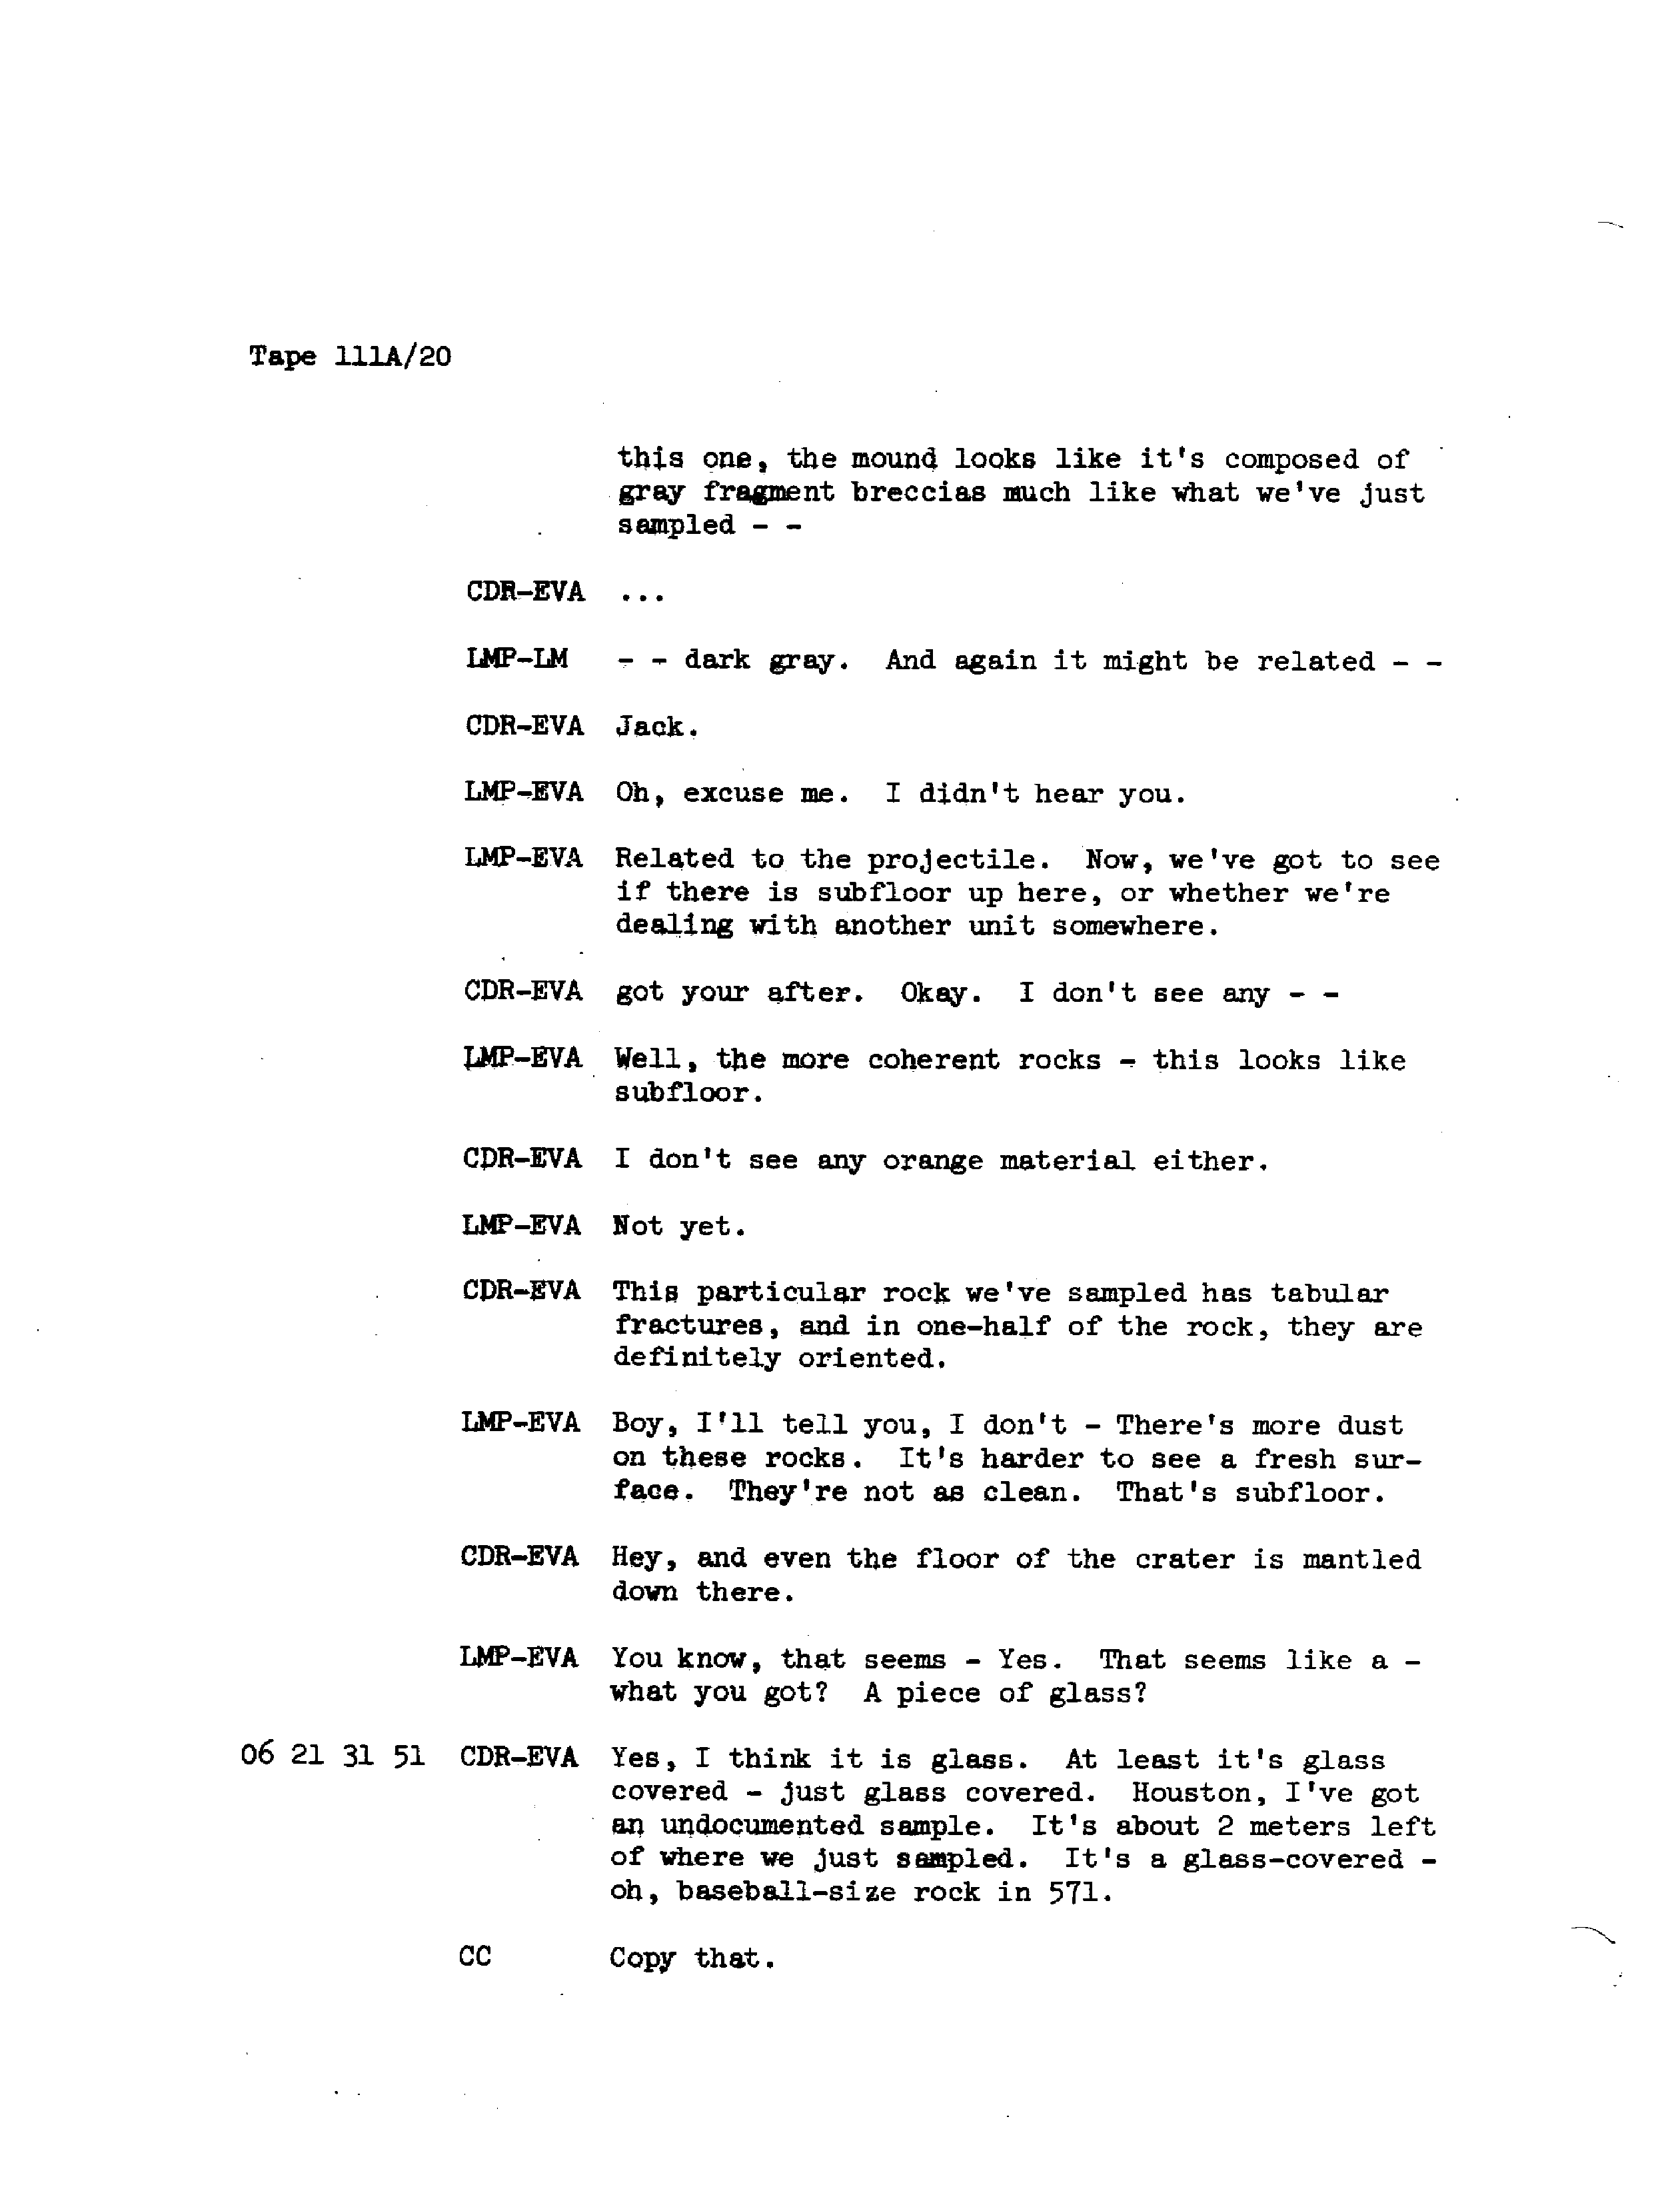 Tape 111A/20
this one, the mound looks like it's composed of
gray fragment breccias much like what we've just
sampled - -
CDR-EVA ...
LMP-LM - - dark gray. And again it might be related - -
CDR-EVA Jack.
LMP-EVA Oh, excuse me. I didn't hear you.
LMP-EVA Related to the projectile. Now, we've got to see
if there is subfloor up here, or whether we're
dealing with another unit somewhere.
CDR-EVA got your after. Okay. I don't see any - -
LMP-EVA Well, the more coherent rocks - this looks like
subfloor.
CDR-EVA I don't see any orange material either.
LMP-EVA Not yet.
CDR-EVA This particular rock we've sampled has tabular
fractures, and in one-half of the rock, they are
definitely oriented.
LMP-EVA Boy, I'll tell you, I don't - There's more dust
on these rocks. It's harder to see a fresh sur-
face. They're not as clean. That's subfloor.
CDR-EVA Hey, and even the floor of the crater is mantled
down there.
LMP-EVA You know, that seems - Yes. That seems like a -
what you got? A piece of glass?
06 21 31 51 CDR-EVA Yes, I think it is glass. At least it's glass
covered - just glass covered. Houston, I've got
an undocumented sample. It's about 2 meters left
of where we just sampled. It's a glass-covered -
oh, baseball-size rock in 571.
CC Copy that.